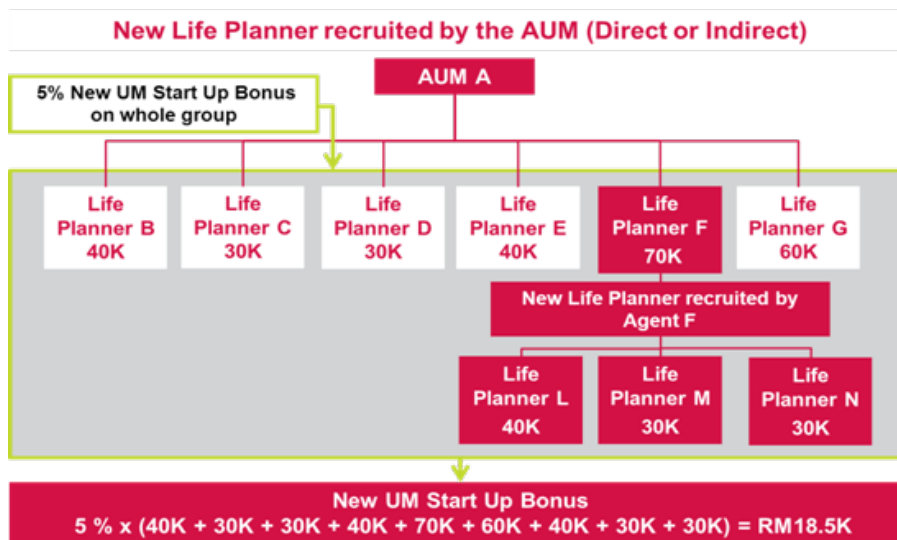 New Life Planner recruited by the AUM (Direct or Indirect)
AUM A
5% New UM Start Up Bonus
on whole group
Life
Planner B
40K
Life
Planner C
30K
Life
Planner D
30K
Life
Planner E
40K
Life
Planner F
70K
Life
Planner G
60K
New Life Planner recruited by
Agent F
Life
Planner L
40K
Life
Planner M
30K
Life
Planner N
30K
New UM Start Up Bonus
5 % x (40K + 30K + 30K + 40K + 70K + 60K + 40K + 30K + 30K) = RM18.5K